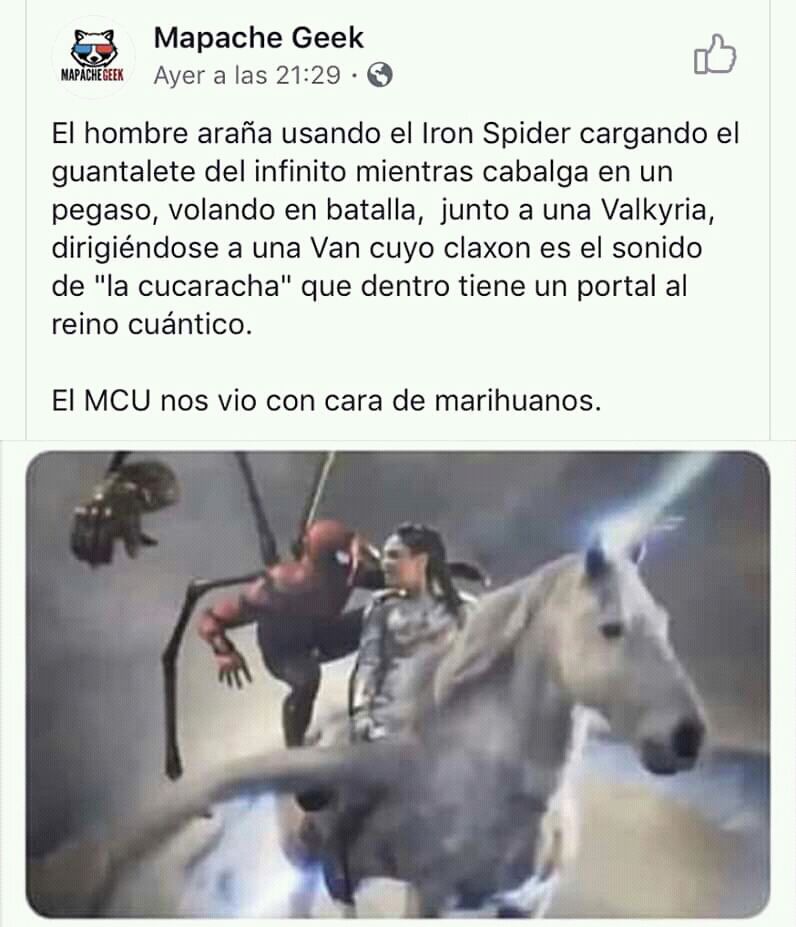 Mapache Geek
MAPACHEGEEK
Ayer a las 21:29 ·
El hombre araña usando el Iron Spider cargando el
guantalete del infinito mientras cabalga en un
pegaso, volando en batalla, junto a una Valkyria,
dirigiéndose a una Van cuyo claxon es el sonido
de "la cucaracha" que dentro tiene un portal al
reino cuántico.
El MCU nos vio con cara de marihuanos.